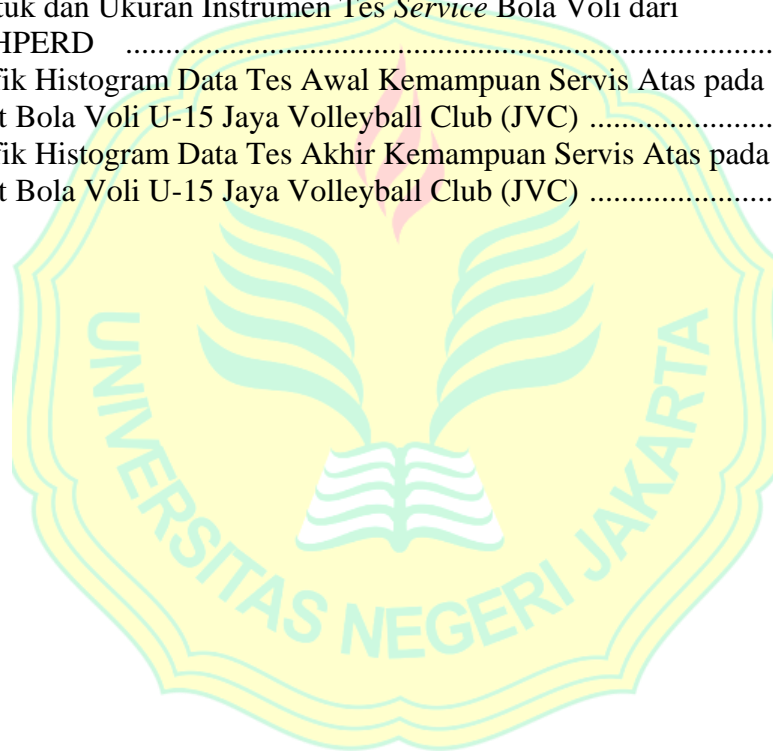 tuk dan Ukuran Instrumen Tes Service Bola Voli dari
HPERD ....................................................................................
fik Histogram Data Tes Awal Kemampuan Servis Atas pada
t Bola Voli U-15 Jaya Volleyball Club (JVC) .......................
fik Histogram Data Tes Akhir Kemampuan Servis Atas pada
t Bola Voli U-15 Jaya Volleyball Club (JVC) .......................
UNIVERSITAS NEGERI JAKARTA